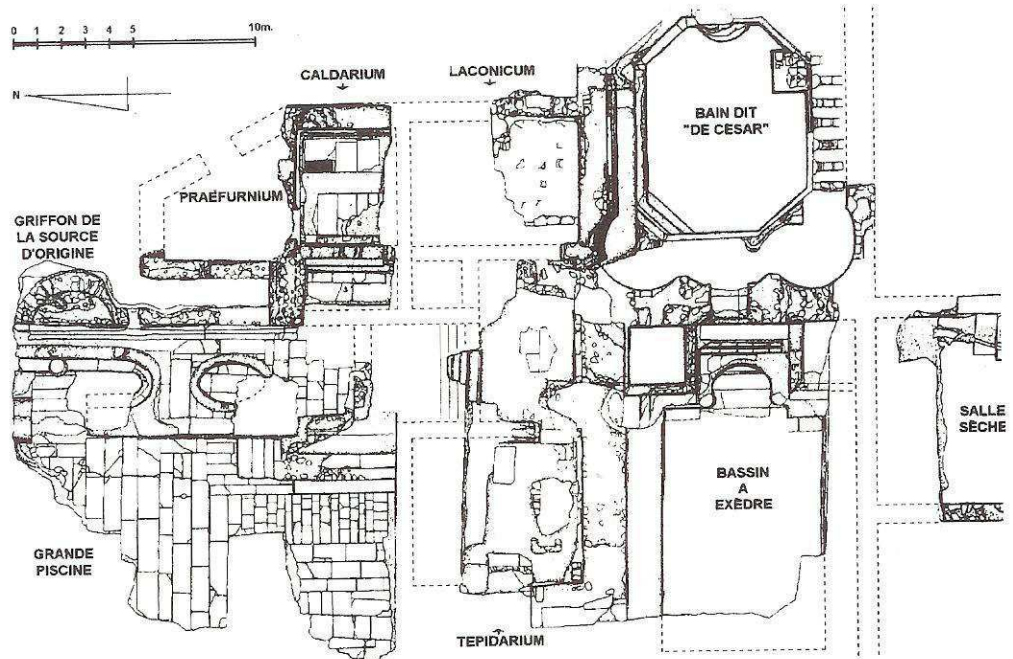 0 1 2 3 4 5 10m.
N
CALDARIUM
LACONICUM
BAIN DIT
"DE CESAR"
PRAEFURNIUM
GRIFFON DE
LA SOURCE
D'ORIGINE
SALLE
SÈCHE
BASSIN
A
EXÈDRE
GRANDE
PISCINE
TEPIDARIUM